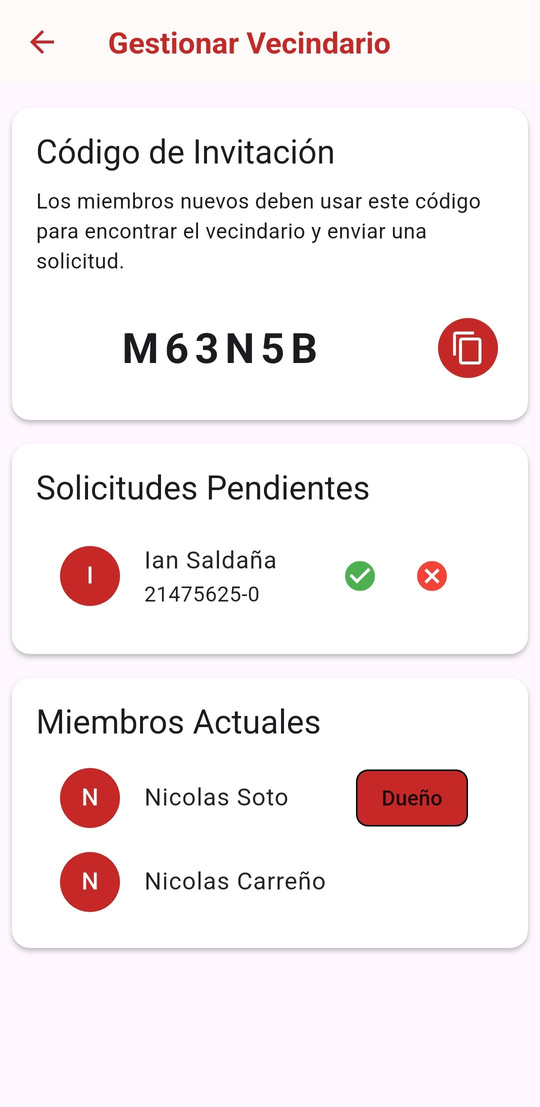 Gestionar Vecindario
Código de Invitación
Los miembros nuevos deben usar este código
para encontrar el vecindario y enviar una
solicitud.
M63N5B
Solicitudes Pendientes
I
Ian Saldaña
21475625-0
Miembros Actuales
N
Nicolas Soto
Dueño
N
Nicolas Carreño